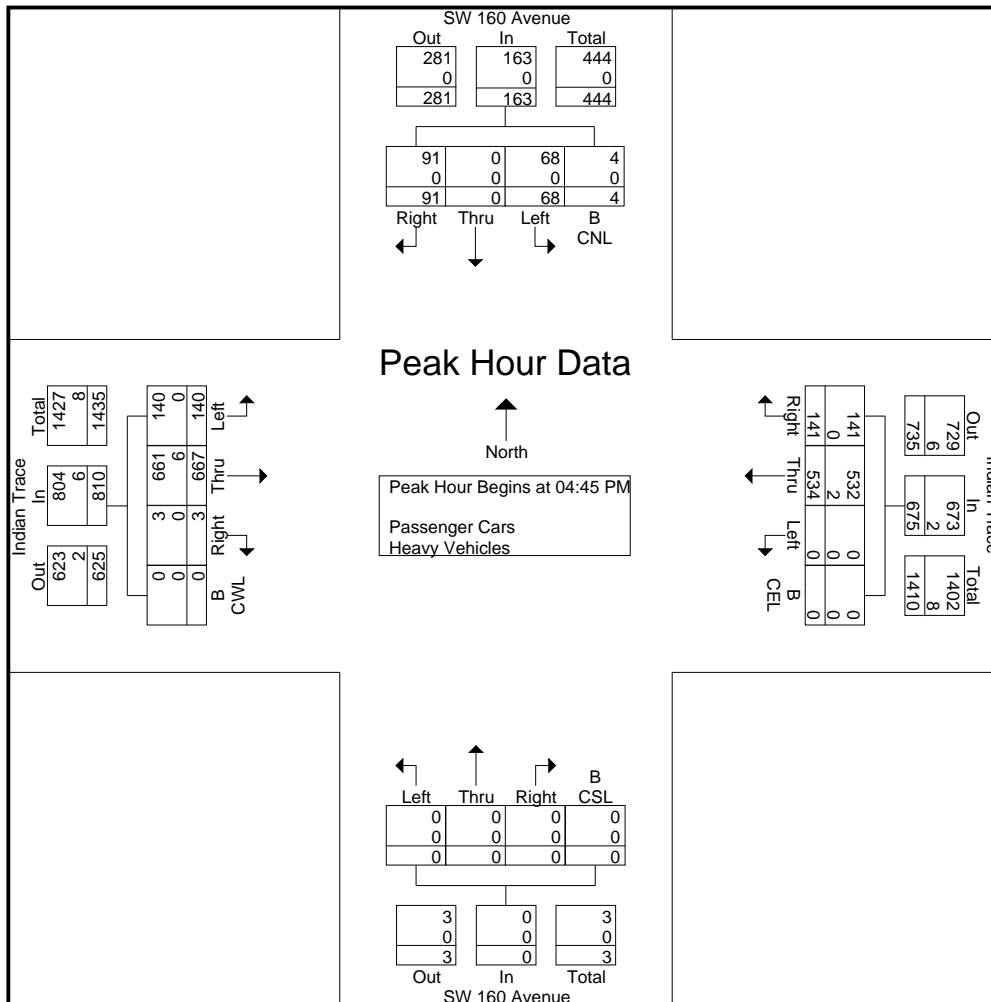 SW 160 Avenue
Out In Total
281 163 444
0 0 0
281 163 444
91 0 68 4
0 0 0 0
91 0 68 4
Right Thru Left B
CNL
Peak Hour Data
North
Peak Hour Begins at 04:45 PM
Passenger Cars
Heavy Vehicles
Indian Trace
Out In Total
623 804 1427
2 6 8
625 810 1435
B
CWL
Right Thru Left
0 3 661 140
0 0 6 0
0 3 667 140
Indian Trace
Out In Total
729 673 1402
6 2 8
735 675 1410
141 532 0 0
0 2 0 0
141 534 0 0
Right Thru Left B
CEL
B
Left Thru Right CSL
0 0 0 0
0 0 0 0
0 0 0 0
3 0 3
0 0 0
3 0 3
Out In Total
SW 160 Avenue